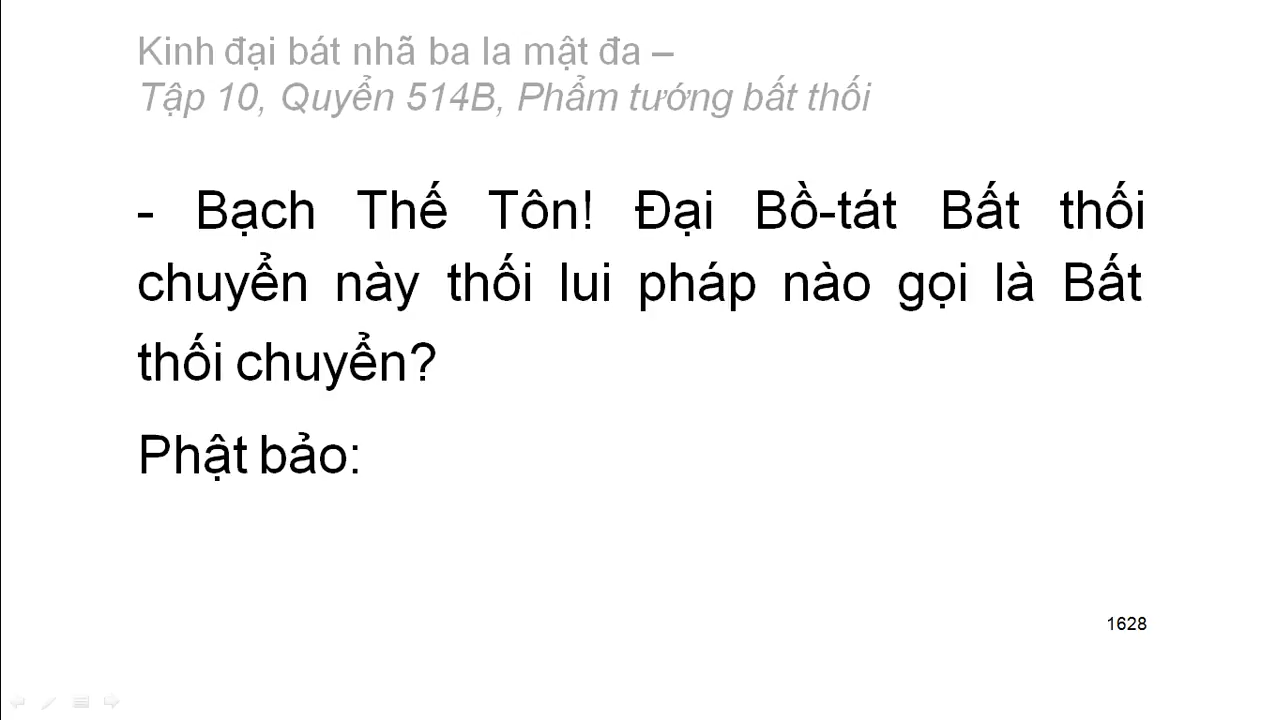 Kinh đại bát nhã ba la mật đa –
Tập 10, Quyển 514B, Phẩm tướng bất thối
- Bạch Thế Tôn! Đại Bồ-tát Bất thối
chuyển này thối lui pháp nào gọi là Bất
thối chuyển?
Phật bảo:
1628